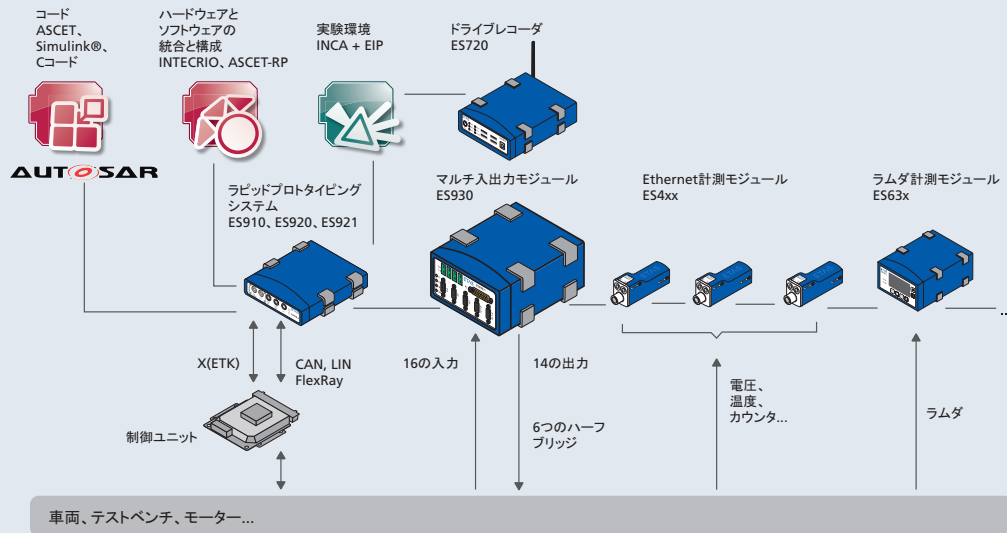 コード
ASCET、
Simulink®、
Cコード
ハードウェアと
ソフトウェアの
統合と構成
INTECRIO、ASCET-RP
実験環境
INCA + EIP
ドライブレコーダ
ES720
AUTOSAR
ラピッドプロトタイピング
システム
ES910、ES920、ES921
マルチ入出力モジュール
ES930
Ethernet計測モジュール
ES4xx
ラムダ計測モジュール
ES63x
...
X(ETK)
CAN, LIN
FlexRay
16の入力
14の出力
6つのハーフ
ブリッジ
電圧、
温度、
カウンタ...
ラムダ
制御ユニット
車両、テストベンチ、モーター...